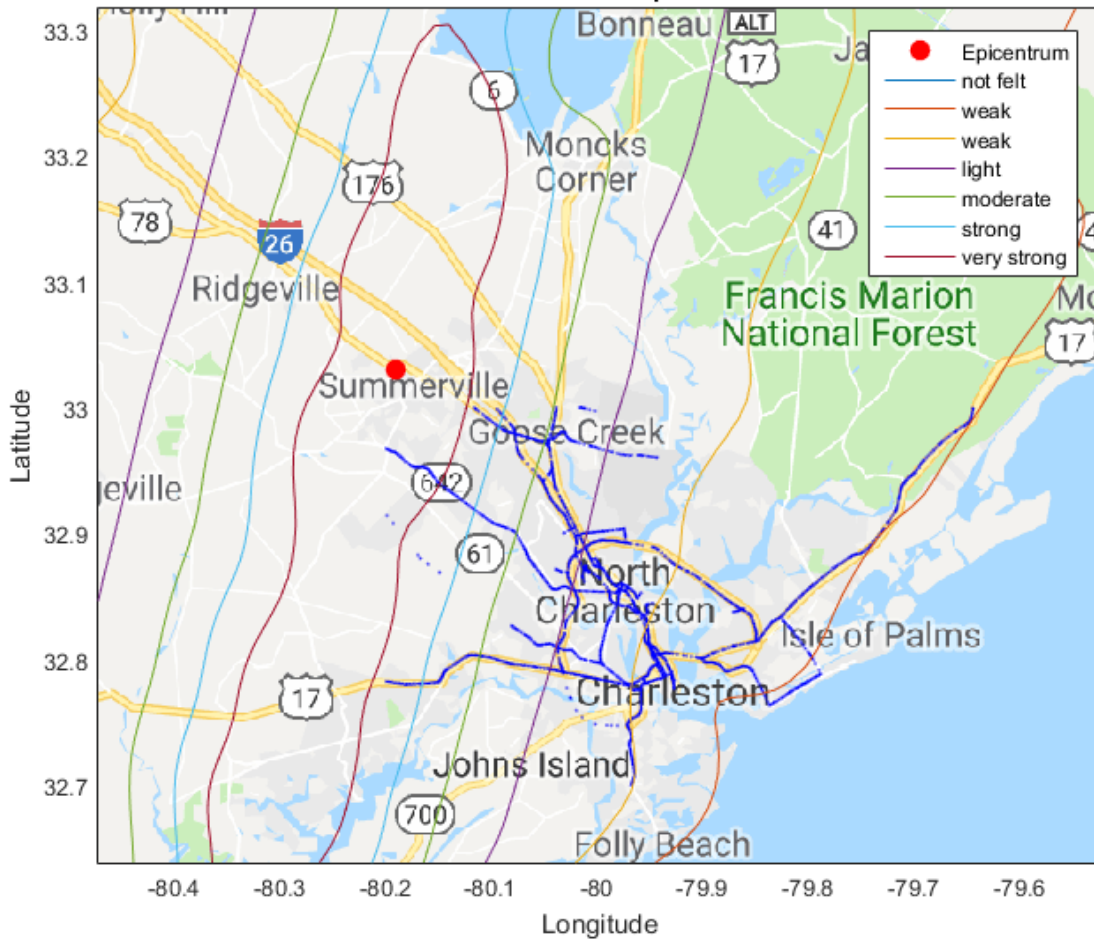 Bonneau
ALT
17
Ja
33.3
6
Epicentrum
not felt
weak
weak
light
moderate
strong
very strong
Moncks
Corner
33.2
176
78
26
41
4
33.1
Ridgeville
Francis Marion
National Forest
Mo
17
Summerville
33
Goose Creek
geville
642
32.9
61
North
Charleston
Isle of Palms
32.8
17
Charleston
Johns Island
32.7
700
Folly Beach
-80.4
-80.3
-80.2
-80.1
-80
-79.9
-79.8
-79.7
-79.6
Longitude
Latitude